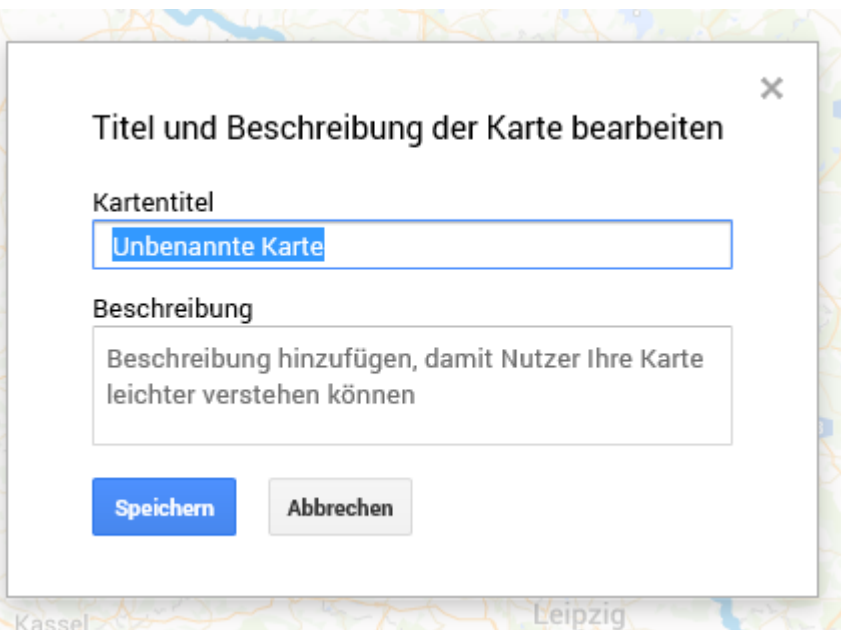 Titel und Beschreibung der Karte bearbeiten
Kartentitel
Unbenannte Karte
Beschreibung
Beschreibung hinzufügen, damit Nutzer Ihre Karte
leichter verstehen können
Speichern
Abbrechen
Kassel
Leipzig